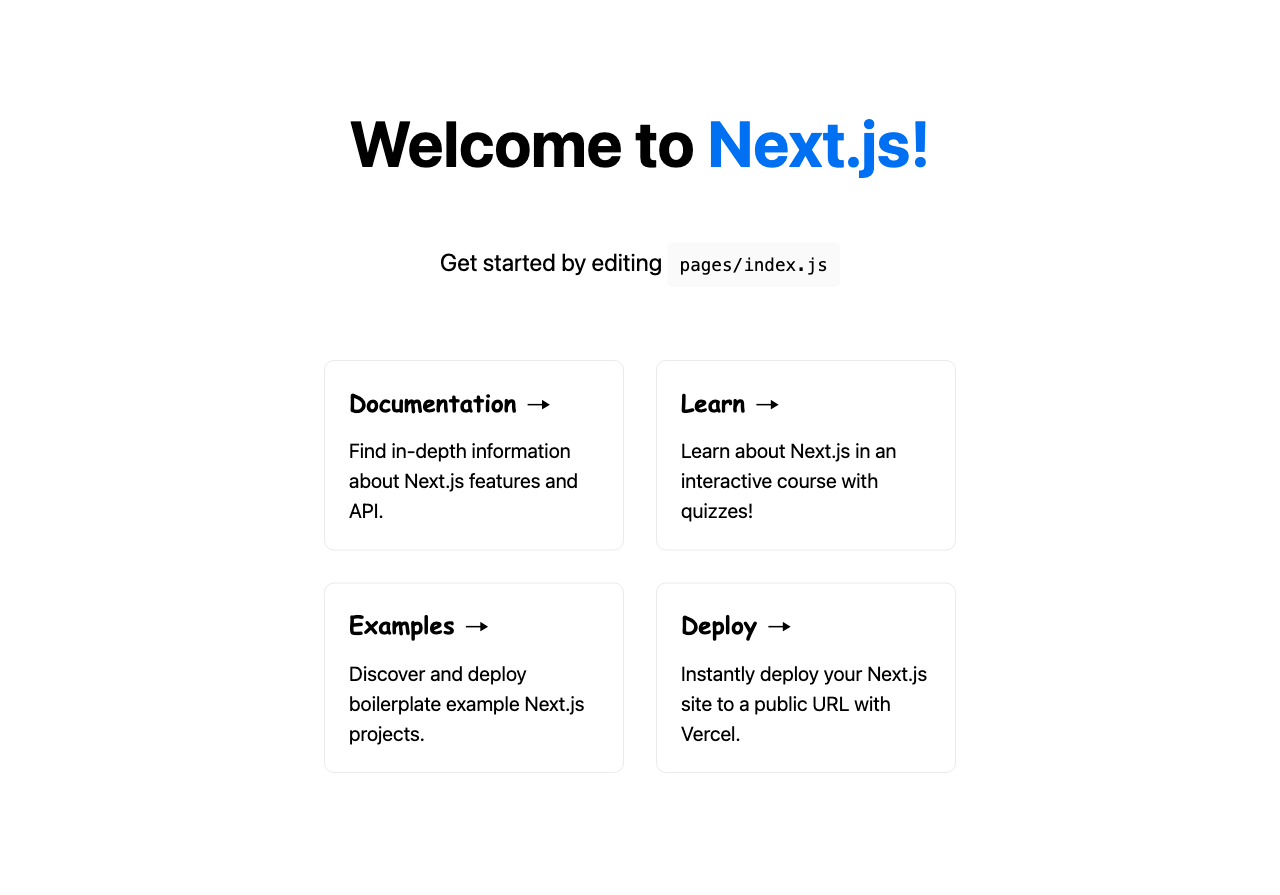 Welcome to Next.js!
Get started by editing pages/index.js
Documentation →
Find in-depth information
about Next.js features and
API.
Learn →
Learn about Next.js in an
interactive course with
quizzes!
Examples →
Discover and deploy
boilerplate example Next.js
projects.
Deploy →
Instantly deploy your Next.js
site to a public URL with
Vercel.